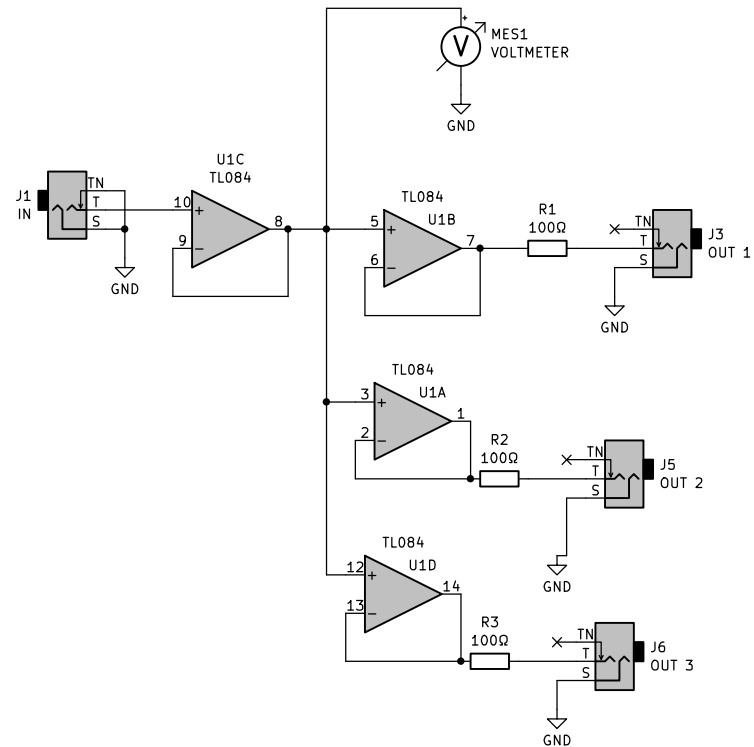 +
V
MES1
VOLTMETER
GND
U1C
TL084
J1
IN
TN
T
S
10
+
9
−
8
GND
TL084
U1B
5
+
6
−
7
R1
100Ω
TN
T
S
J3
OUT 1
GND
TL084
U1A
3
+
2
−
1
R2
100Ω
TN
T
S
J5
OUT 2
GND
TL084
U1D
12
+
13
−
14
R3
100Ω
TN
T
S
J6
OUT 3
GND